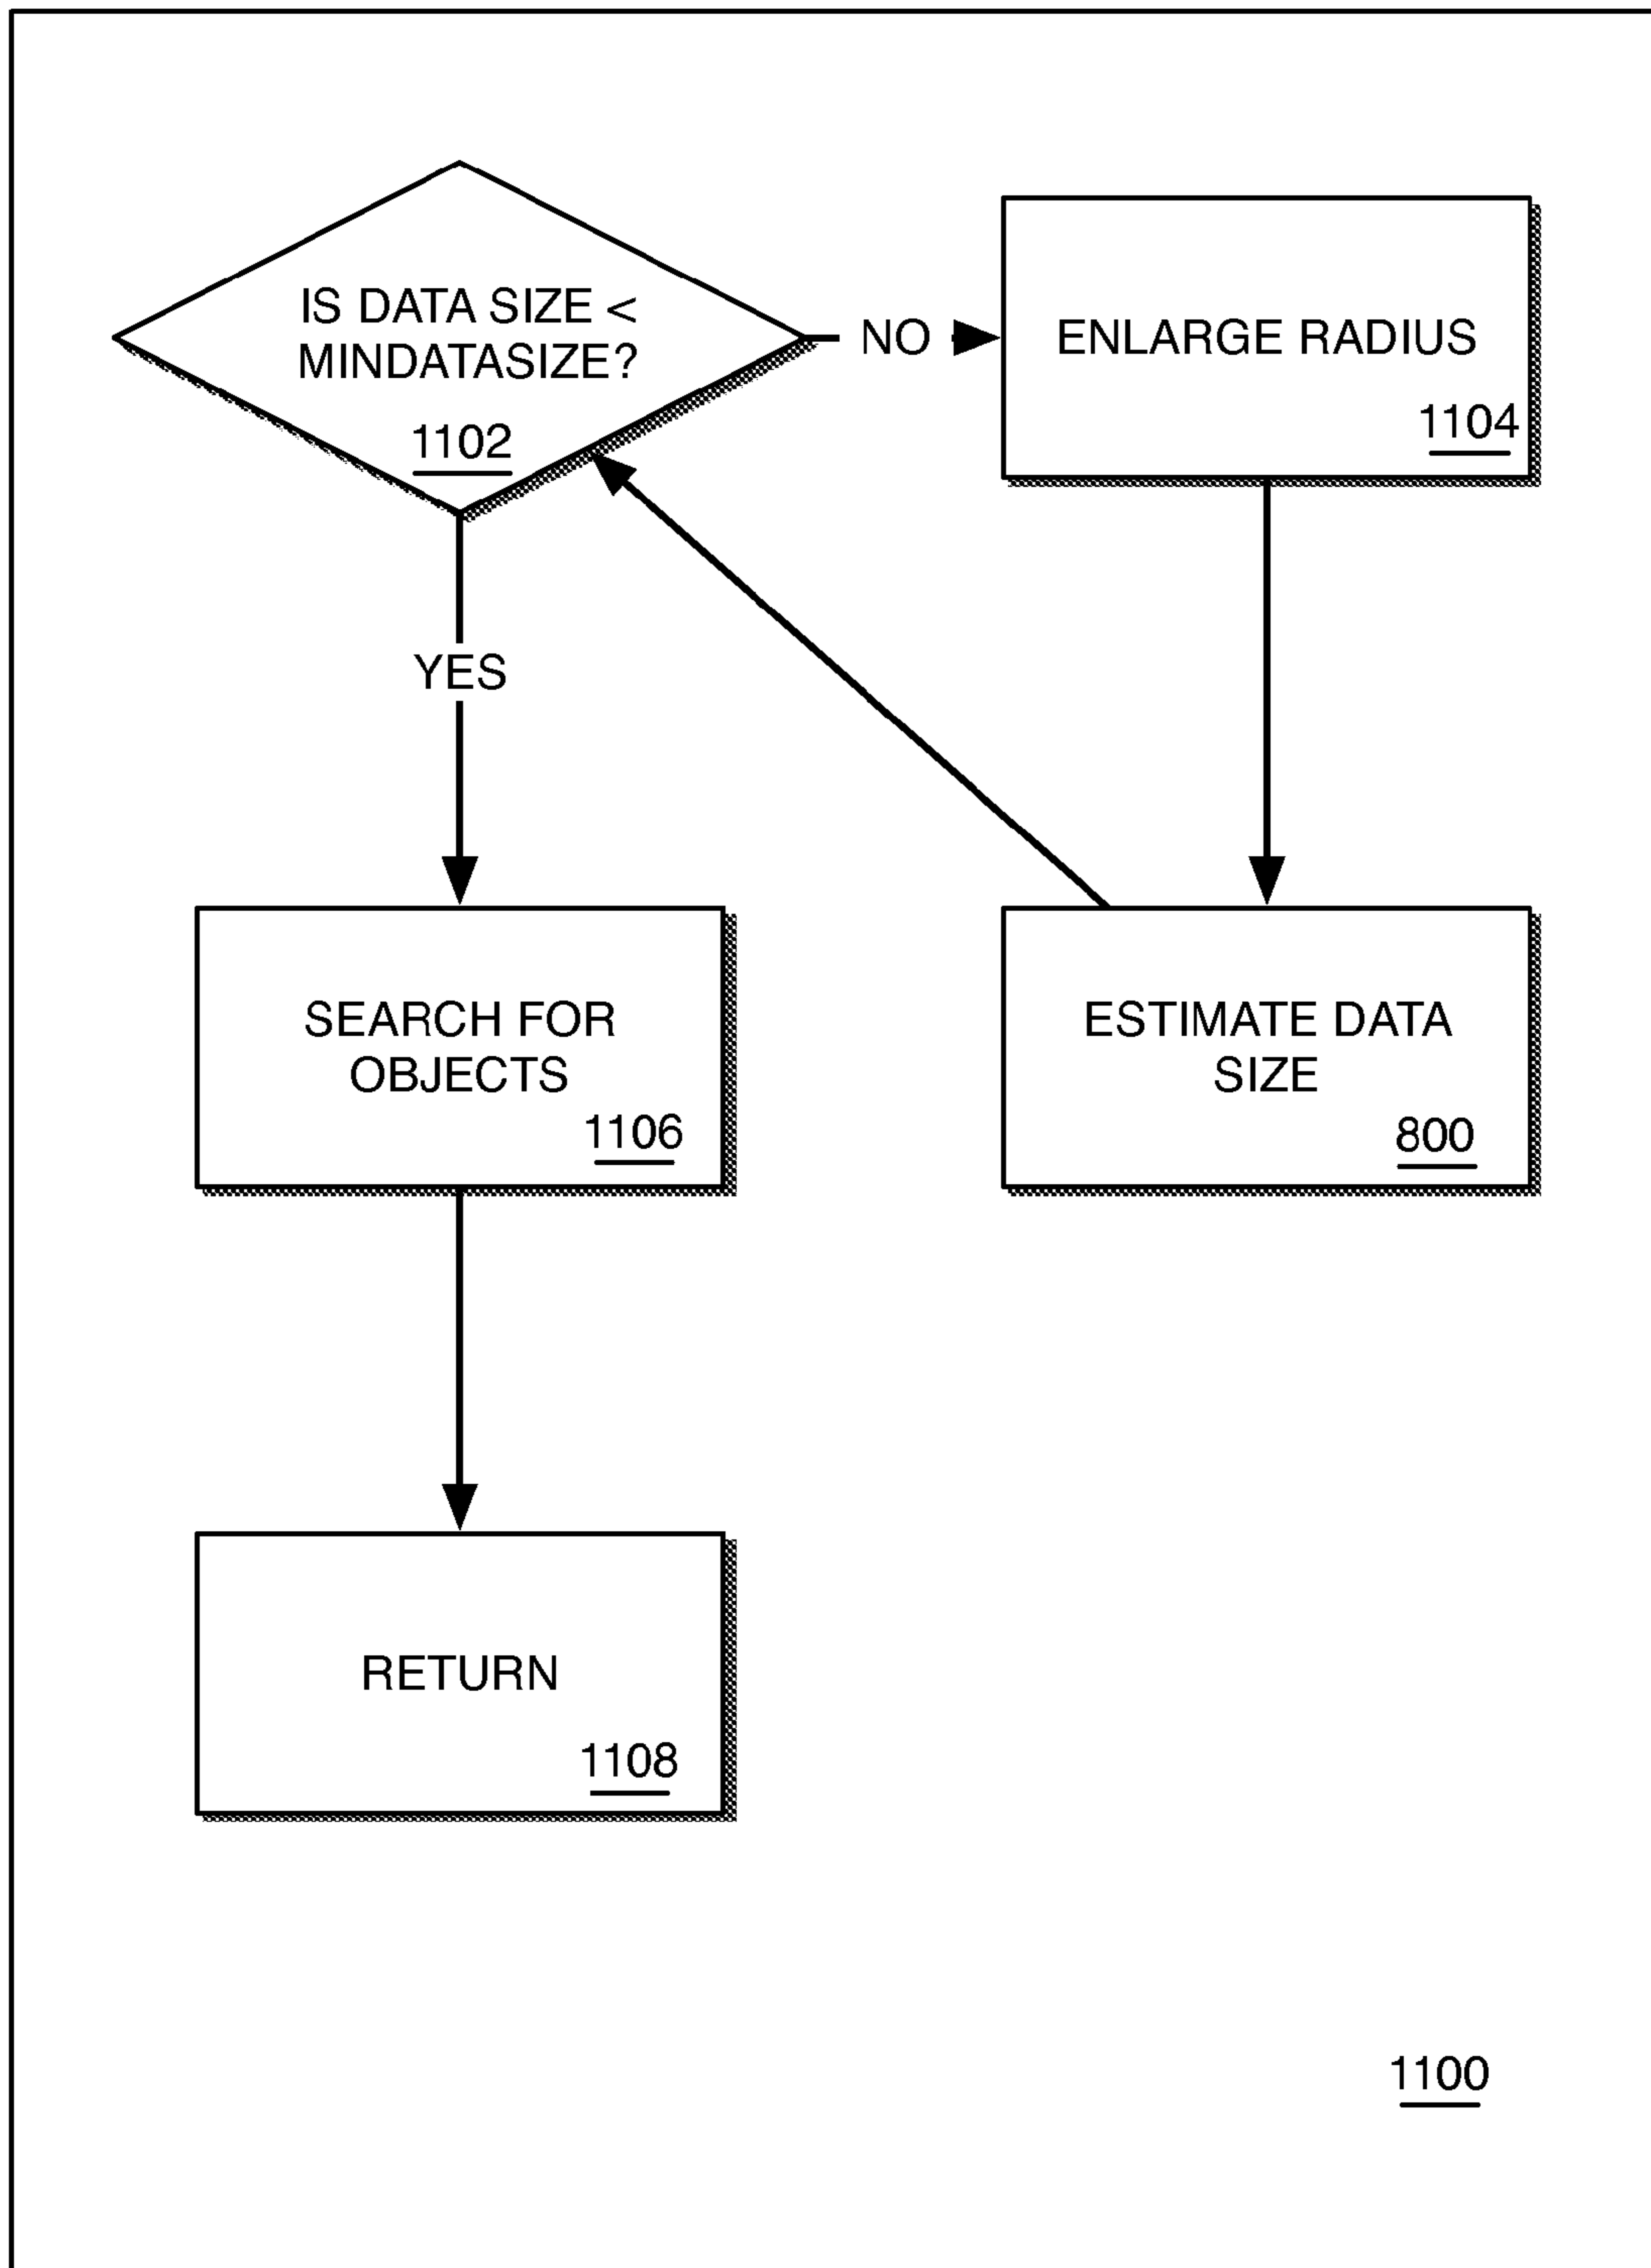 IS DATA SIZE <
MINDATASIZE?
1102
NO
ENLARGE RADIUS
1104
YES
SEARCH FOR
OBJECTS
1106
ESTIMATE DATA
SIZE
800
RETURN
1108
1100